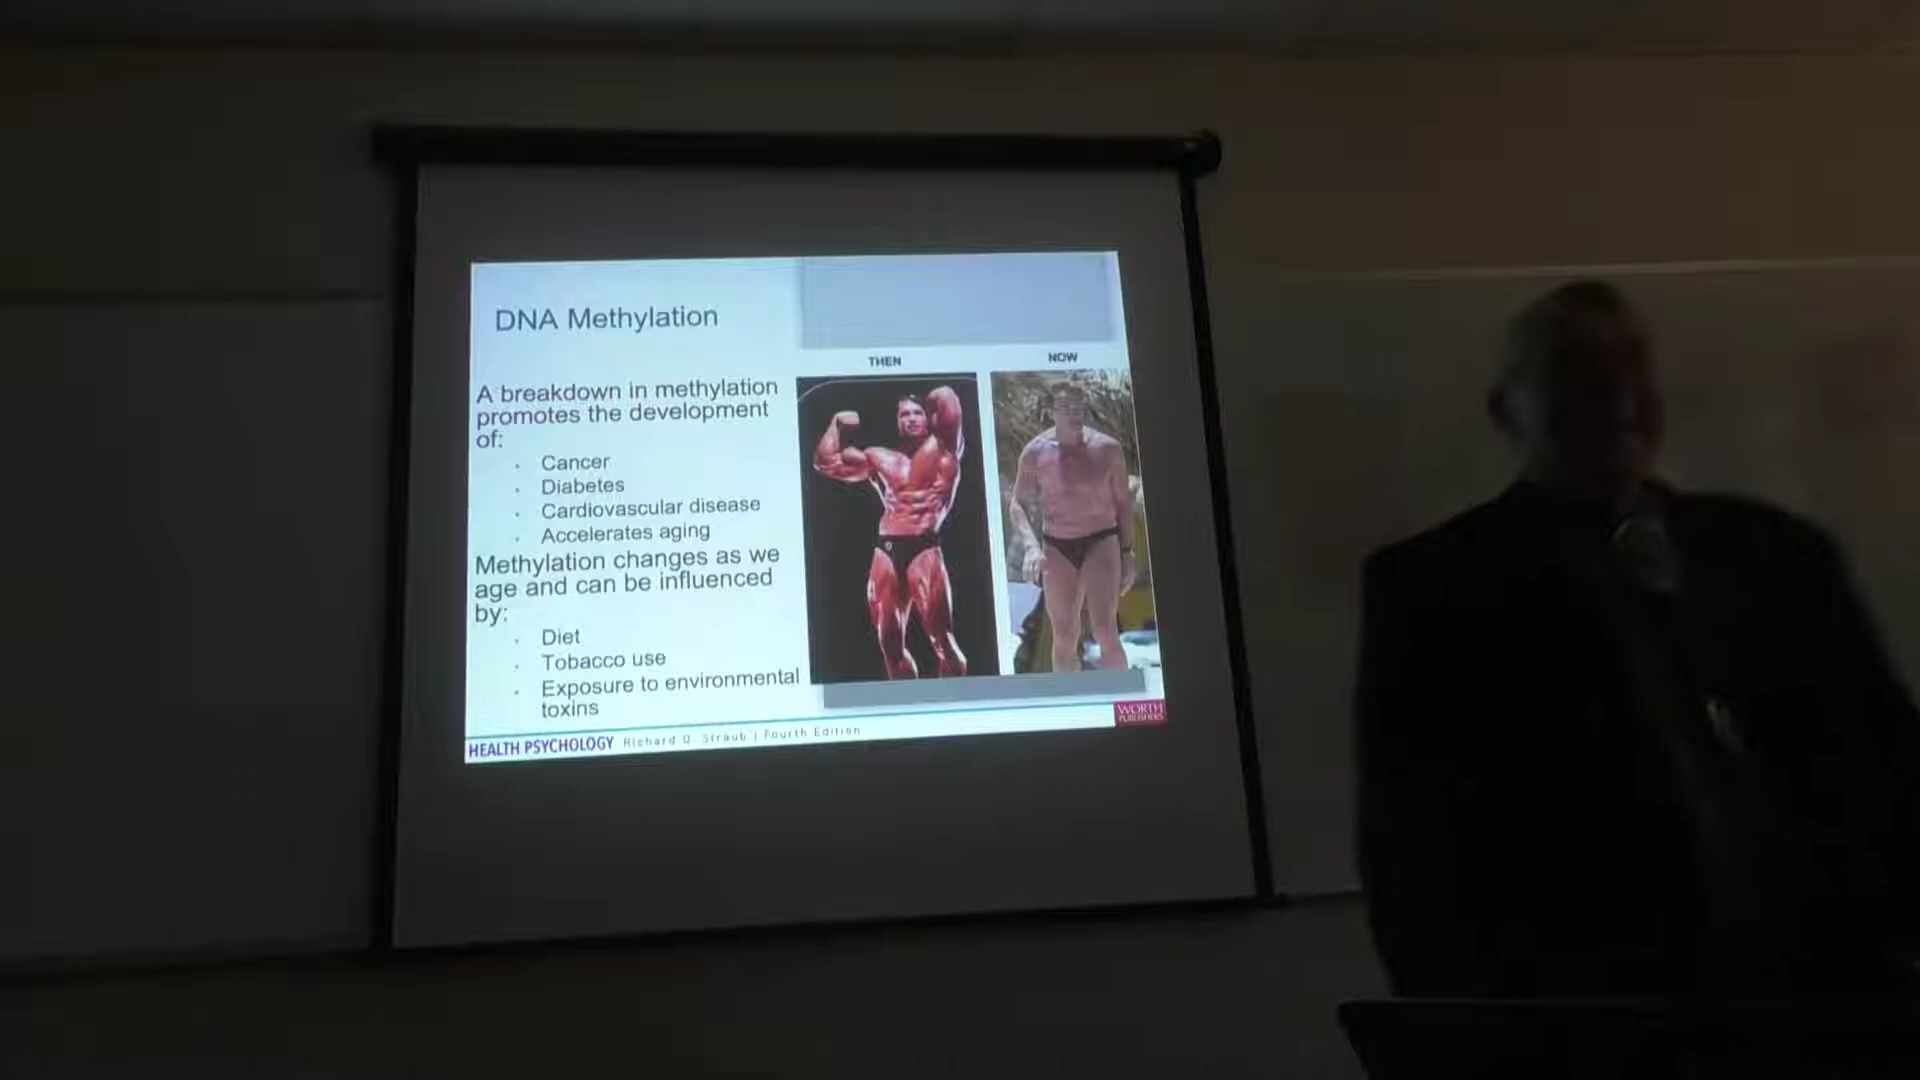 DNA Methylation
THEN
NOW
A breakdown in methylation
promotes the development
of:
· Cancer
· Diabetes
· Cardiovascular disease
· Accelerates aging
Methylation changes as we
age and can be influenced
by:
· Diet
· Tobacco use
· Exposure to environmental
toxins
HEALTH PSYCHOLOGY Richard O. Straub | Fourth Edition
WORTH
PUBLISHERS